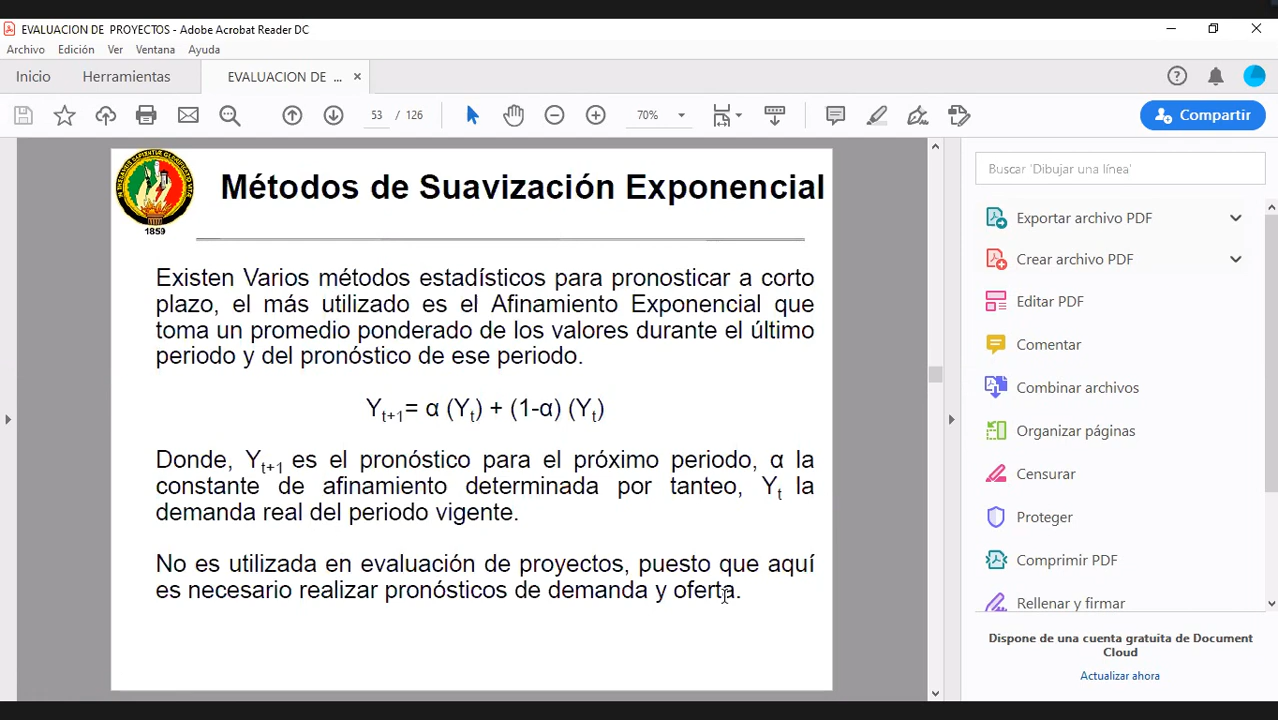 EVALUACION DE PROYECTOS - Adobe Acrobat Reader DC
Archivo Edición Ver Ventana Ayuda
Inicio Herramientas EVALUACION DE ... ×
53 / 126 70% Compartir
Métodos de Suavización Exponencial
1859
Existen Varios métodos estadísticos para pronosticar a corto
plazo, el más utilizado es el Afinamiento Exponencial que
toma un promedio ponderado de los valores durante el último
periodo y del pronóstico de ese periodo.
Yt+1= α (Yt) + (1-α) (Yt)
Donde, Yt+1 es el pronóstico para el próximo periodo, α la
constante de afinamiento determinada por tanteo, Yt la
demanda real del periodo vigente.
No es utilizada en evaluación de proyectos, puesto que aquí
es necesario realizar pronósticos de demanda y oferta.
Buscar 'Dibujar una línea'
Exportar archivo PDF
Crear archivo PDF
Editar PDF
Comentar
Combinar archivos
Organizar páginas
Censurar
Proteger
Comprimir PDF
Rellenar y firmar
Dispone de una cuenta gratuita de Document
Cloud
Actualizar ahora